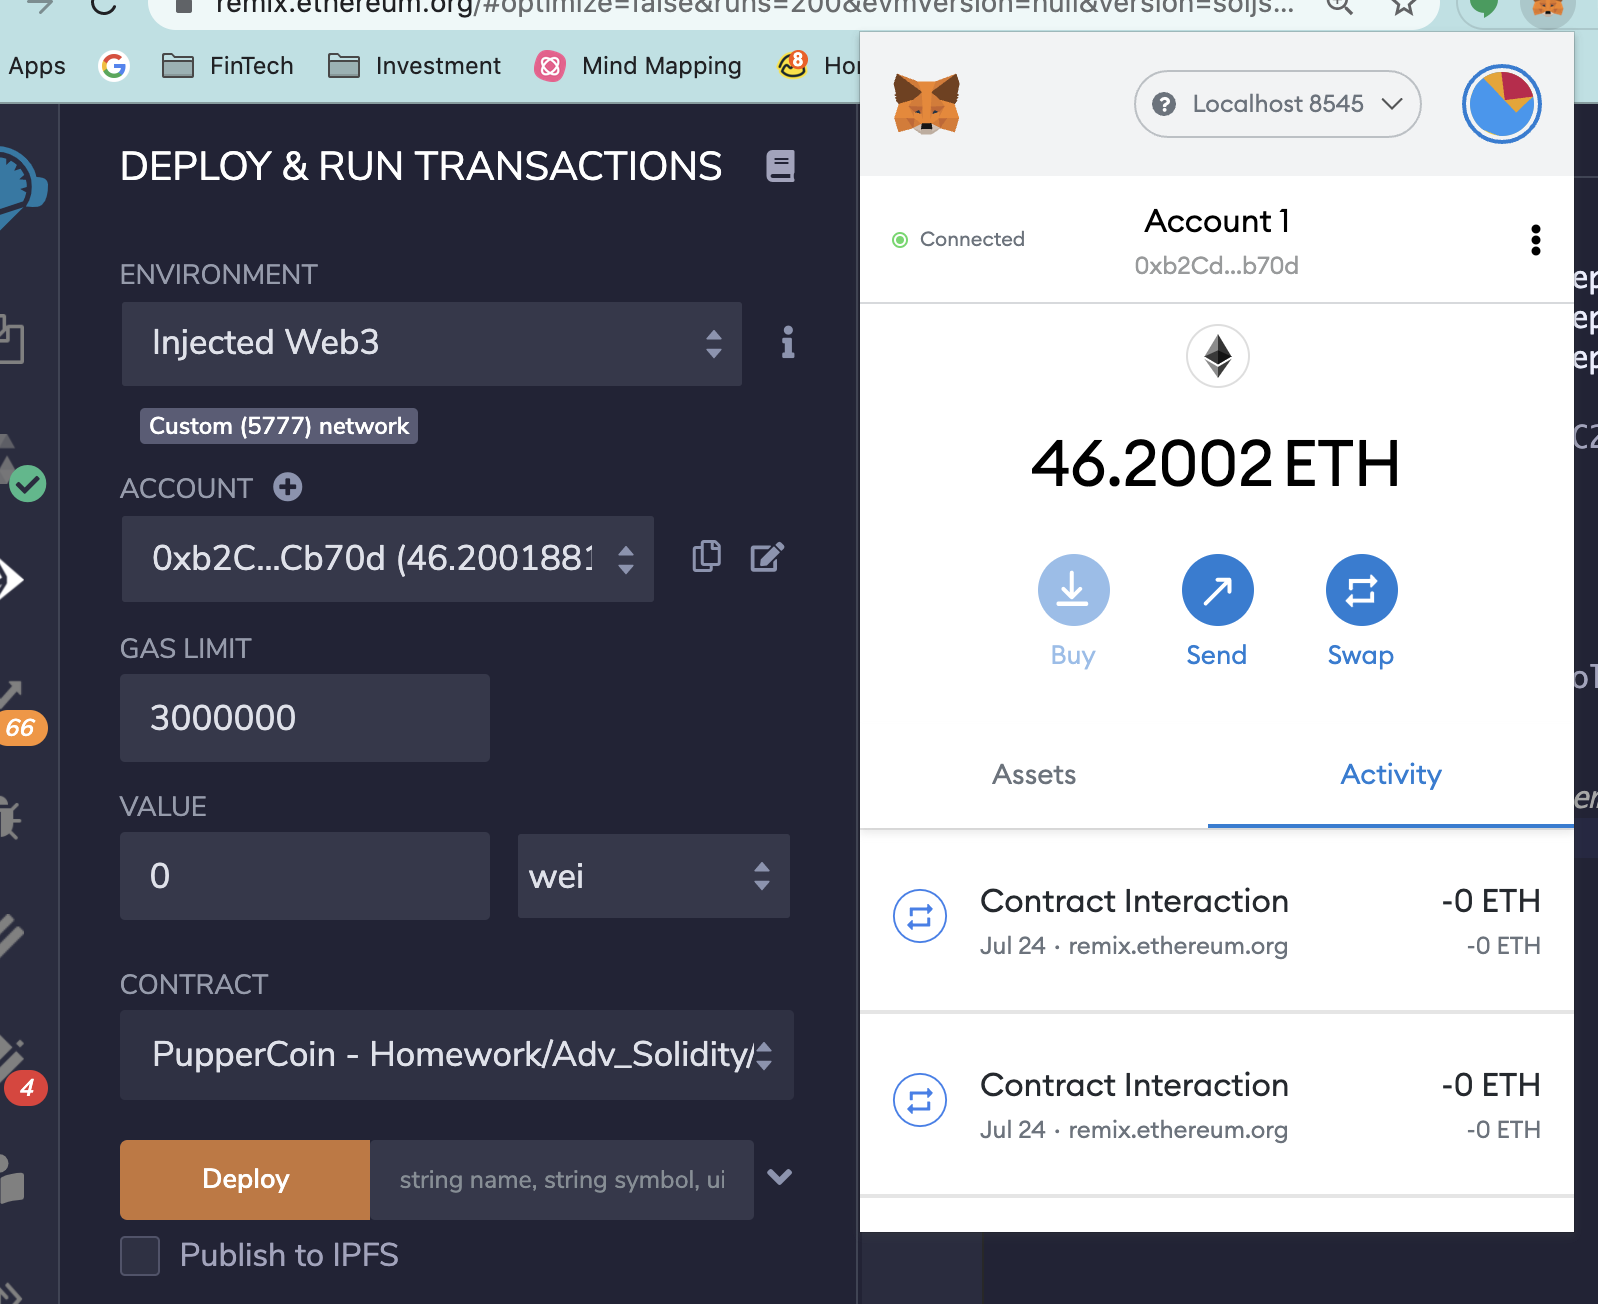 remix.ethereum.org/#optimize=false&runs=200&evmVersion=null&version=soljs...
Apps
FinTech
Investment
Mind Mapping
8
DEPLOY & RUN TRANSACTIONS
ENVIRONMENT
Injected Web3
Custom (5777) network
ACCOUNT
0xb2C...Cb70d (46.2001881
GAS LIMIT
3000000
VALUE
0
wei
CONTRACT
PupperCoin - Homework/Adv_Solidity/
Deploy
string name, string symbol, ui
Publish to IPFS
66
4
Localhost 8545
Connected
Account 1
0xb2Cd...b70d
46.2002 ETH
Buy
Send
Swap
Assets
Activity
Contract Interaction
-0 ETH
Jul 24 · remix.ethereum.org
-0 ETH
Contract Interaction
-0 ETH
Jul 24 · remix.ethereum.org
-0 ETH